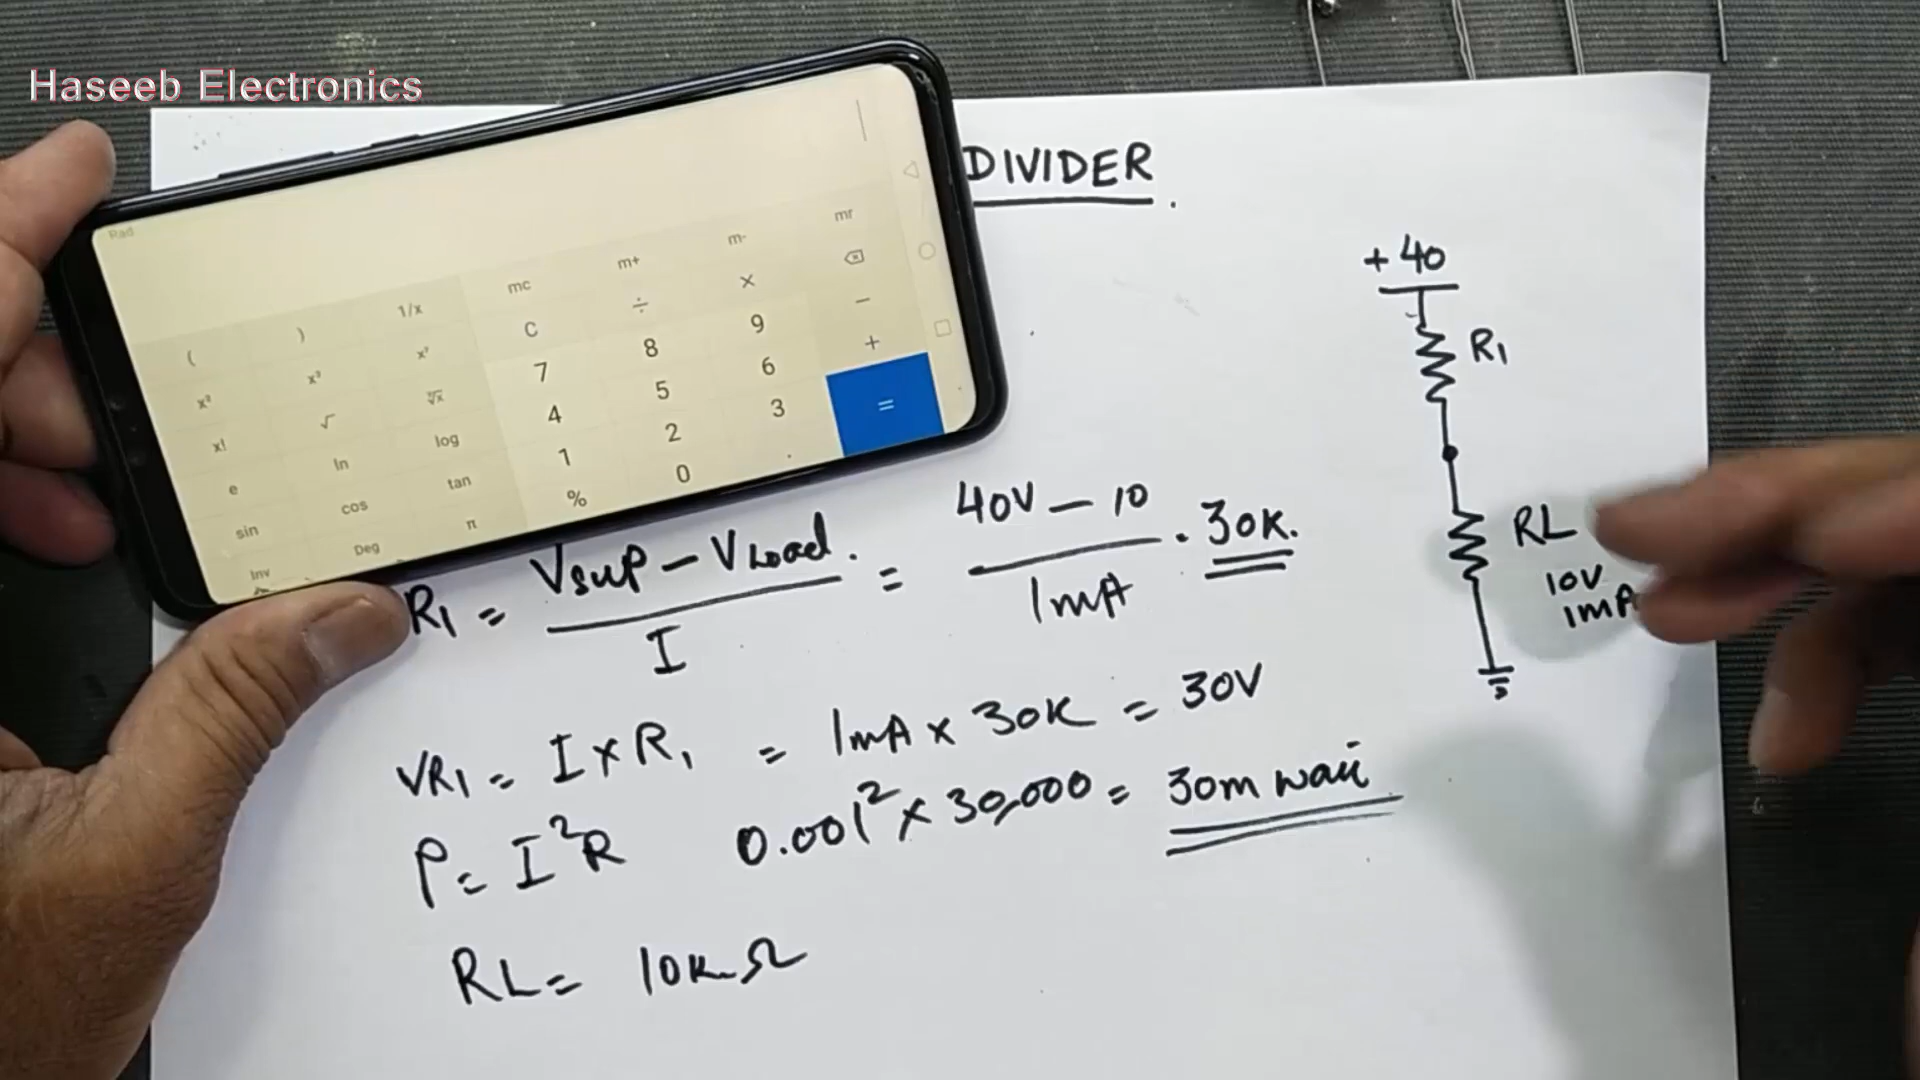 Haseeb Electronics
DIVIDER.
Rad
( ) 1/x mc m+ m- mr
x² x³ C ÷ ×
x! √ 7 8 9 −
e ln log 4 5 6 +
sin cos tan 1 2 3 =
Inv Deg π % 0 .
+40
R1
RL
10V
1mA
R1 = Vsup − VLoad. / I = 40V − 10 / 1mA . 30K.
VR1 = I × R1 = 1mA × 30K = 30V
P = I²R 0.001² × 30,000 = 30m watt
RL = 10KΩ